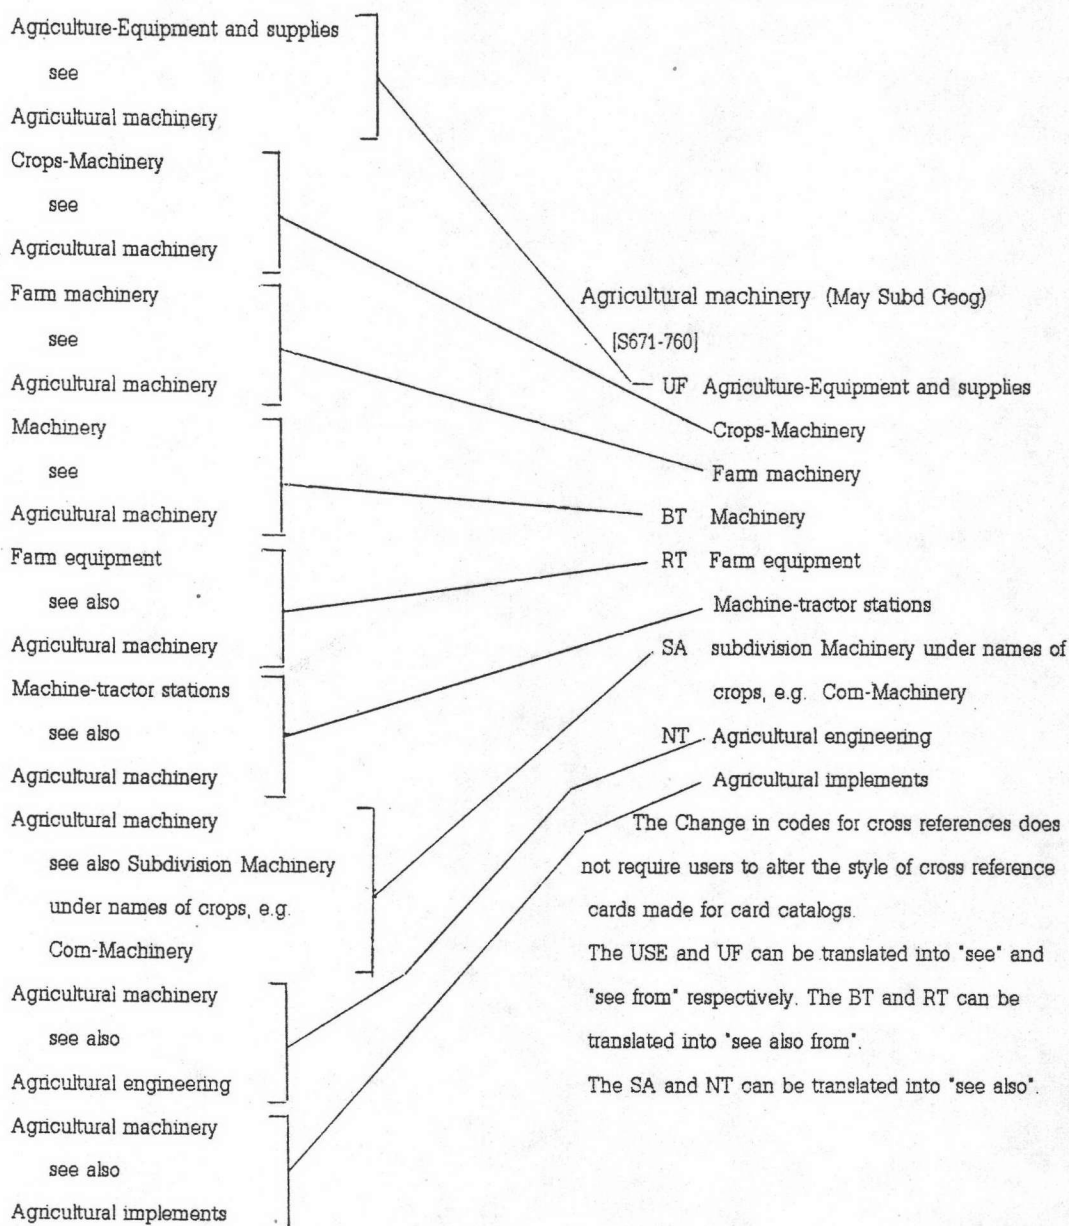 Agriculture-Equipment and supplies
see
Agricultural machinery
Crops-Machinery
see
Agricultural machinery
Farm machinery
see
Agricultural machinery
Machinery
see
Agricultural machinery
Farm equipment
see also
Agricultural machinery
Machine-tractor stations
see also
Agricultural machinery
Agricultural machinery
see also Subdivision Machinery
under names of crops, e.g.
Corn-Machinery
Agricultural machinery
see also
Agricultural engineering
Agricultural machinery
see also
Agricultural implements
Agricultural machinery (May Subd Geog)
[S671-760]
UF Agriculture-Equipment and supplies
Crops-Machinery
Farm machinery
BT Machinery
RT Farm equipment
Machine-tractor stations
SA subdivision Machinery under names of
crops, e.g. Corn-Machinery
NT Agricultural engineering
Agricultural implements
The Change in codes for cross references does
not require users to alter the style of cross reference
cards made for card catalogs.
The USE and UF can be translated into "see" and
"see from" respectively. The BT and RT can be
translated into "see also from".
The SA and NT can be translated into "see also".